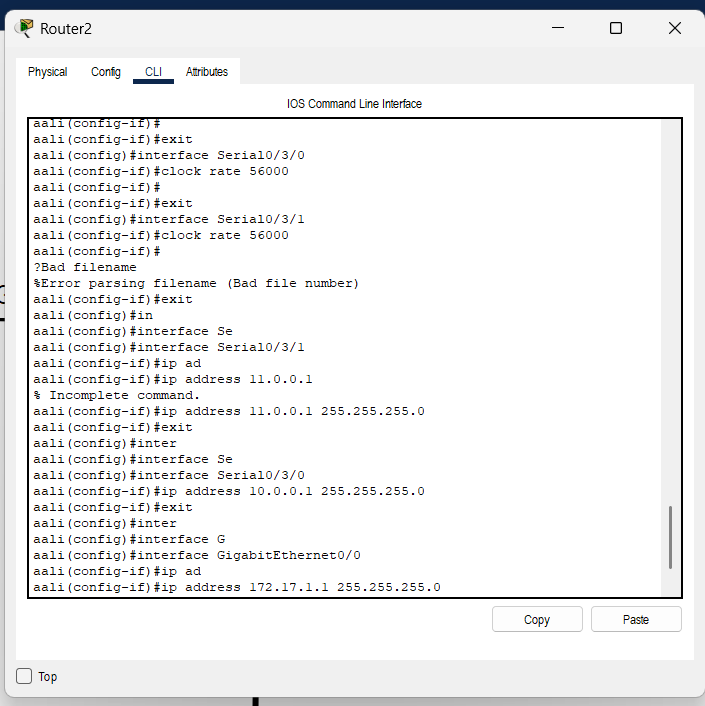 Router2
Physical Config CLI Attributes
IOS Command Line Interface
aali(config-if)#
aali(config-if)#exit
aali(config)#interface Serial0/3/0
aali(config-if)#clock rate 56000
aali(config-if)#
aali(config-if)#exit
aali(config)#interface Serial0/3/1
aali(config-if)#clock rate 56000
aali(config-if)#
?Bad filename
%Error parsing filename (Bad file number)
aali(config-if)#exit
aali(config)#in
aali(config)#interface Se
aali(config)#interface Serial0/3/1
aali(config-if)#ip ad
aali(config-if)#ip address 11.0.0.1
% Incomplete command.
aali(config-if)#ip address 11.0.0.1 255.255.255.0
aali(config-if)#exit
aali(config)#inter
aali(config)#interface Se
aali(config)#interface Serial0/3/0
aali(config-if)#ip address 10.0.0.1 255.255.255.0
aali(config-if)#exit
aali(config)#inter
aali(config)#interface G
aali(config)#interface GigabitEthernet0/0
aali(config-if)#ip ad
aali(config-if)#ip address 172.17.1.1 255.255.255.0
Copy Paste
Top